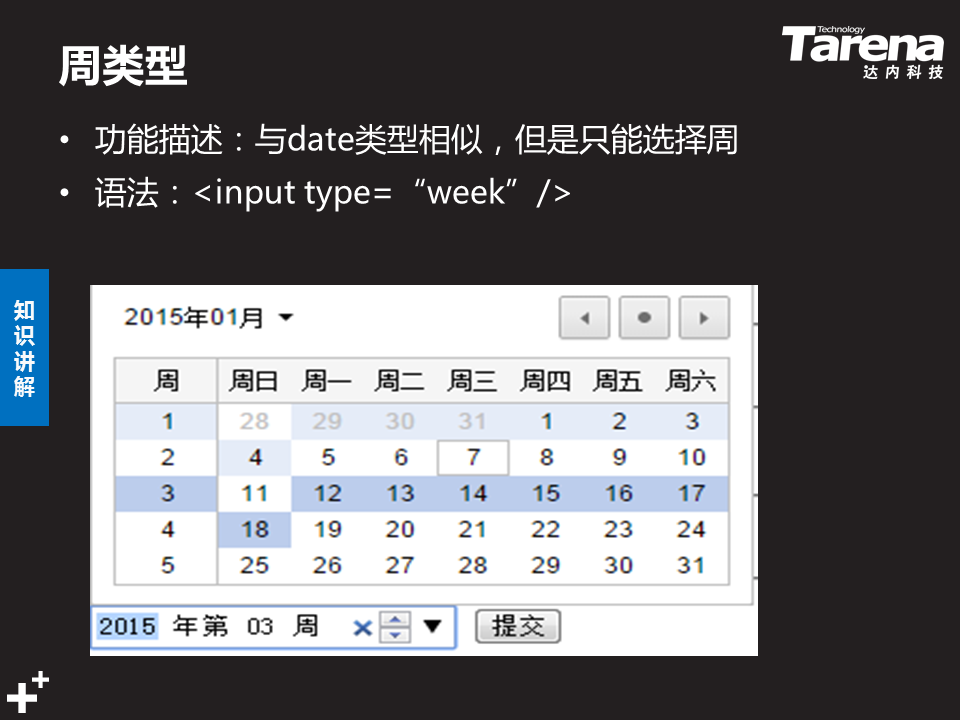 周类型
Technology
Tarena
达内科技
• 功能描述：与date类型相似，但是只能选择周
• 语法：<input type=“week”/>
知识讲解
2015年01月
周 周日 周一 周二 周三 周四 周五 周六
1 28 29 30 31 1 2 3
2 4 5 6 7 8 9 10
3 11 12 13 14 15 16 17
4 18 19 20 21 22 23 24
5 25 26 27 28 29 30 31
2015 年第 03 周 提交